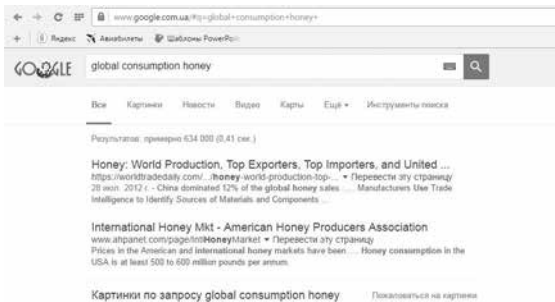 www.google.com.ua/#q=global+consumption+honey+
Яндекс Авиабилеты Шаблоны PowerPoi
GOOGLE global consumption honey
Все Картинки Новости Видео Карты Ещё Инструменты поиска
Результатов: примерно 634 000 (0,41 сек.)
Honey: World Production, Top Exporters, Top Importers, and United ...
https://worldtradedaily.com/.../honey-world-production-top-... Перевести эту страницу
28 июл. 2012 г. - China dominated 12% of the global honey sales ..... Manufacturers Use Trade
Intelligence to Identify Sources of Materials and Components ...
International Honey Mkt - American Honey Producers Association
www.ahpanet.com/page/IntlHoneyMarket Перевести эту страницу
Prices in the American and international honey markets have been ..... Honey consumption in the
USA is at least 500 to 600 million pounds per annum.
Картинки по запросу global consumption honey Пожаловаться на картинки